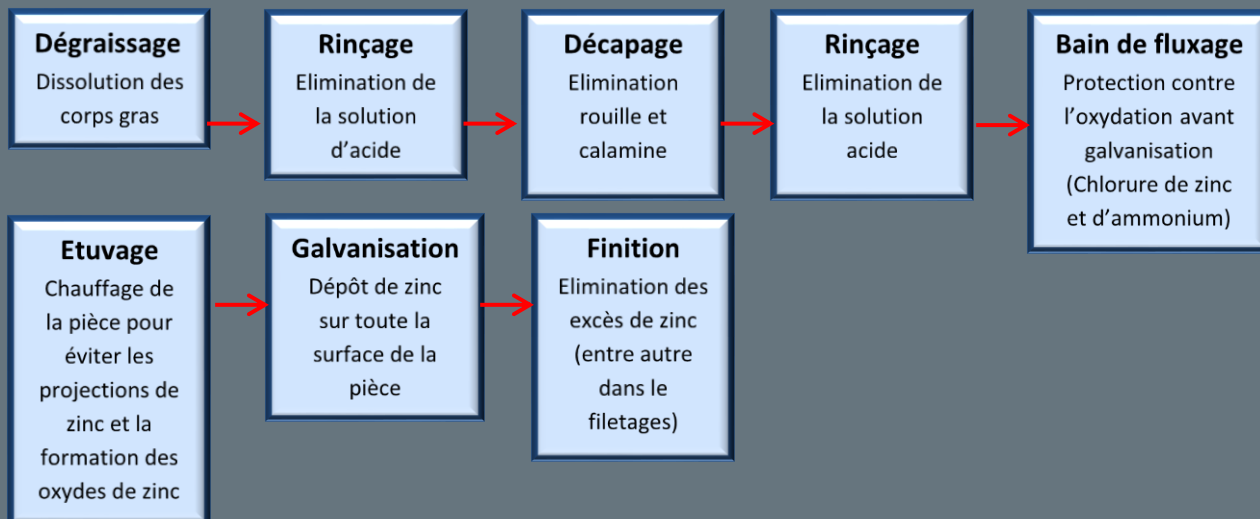 Dégraissage
Dissolution des
corps gras
Rinçage
Elimination de
la solution
d’acide
Décapage
Elimination
rouille et
calamine
Rinçage
Elimination de
la solution
acide
Bain de fluxage
Protection contre
l’oxydation avant
galvanisation
(Chlorure de zinc
et d’ammonium)
Etuvage
Chauffage de
la pièce pour
éviter les
projections de
zinc et la
formation des
oxydes de zinc
Galvanisation
Dépôt de zinc
sur toute la
surface de la
pièce
Finition
Elimination des
excès de zinc
(entre autre
dans le
filetages)